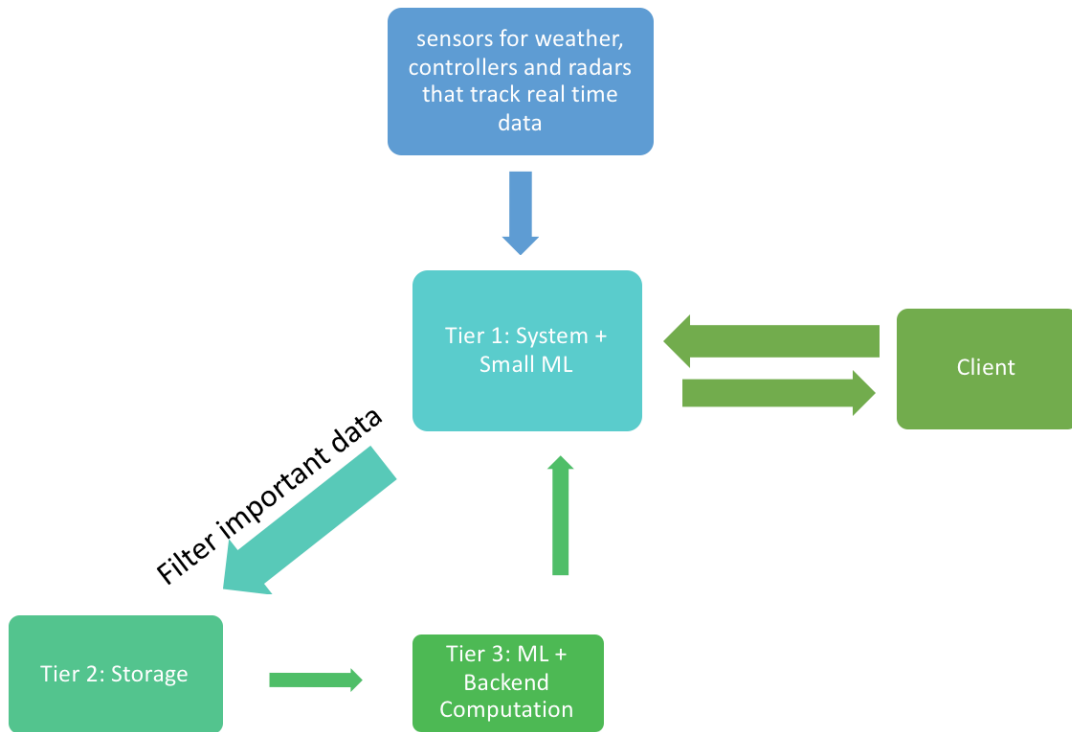 sensors for weather,
controllers and radars
that track real time
data
Tier 1: System +
Small ML
Client
Filter important data
Tier 2: Storage
Tier 3: ML +
Backend
Computation